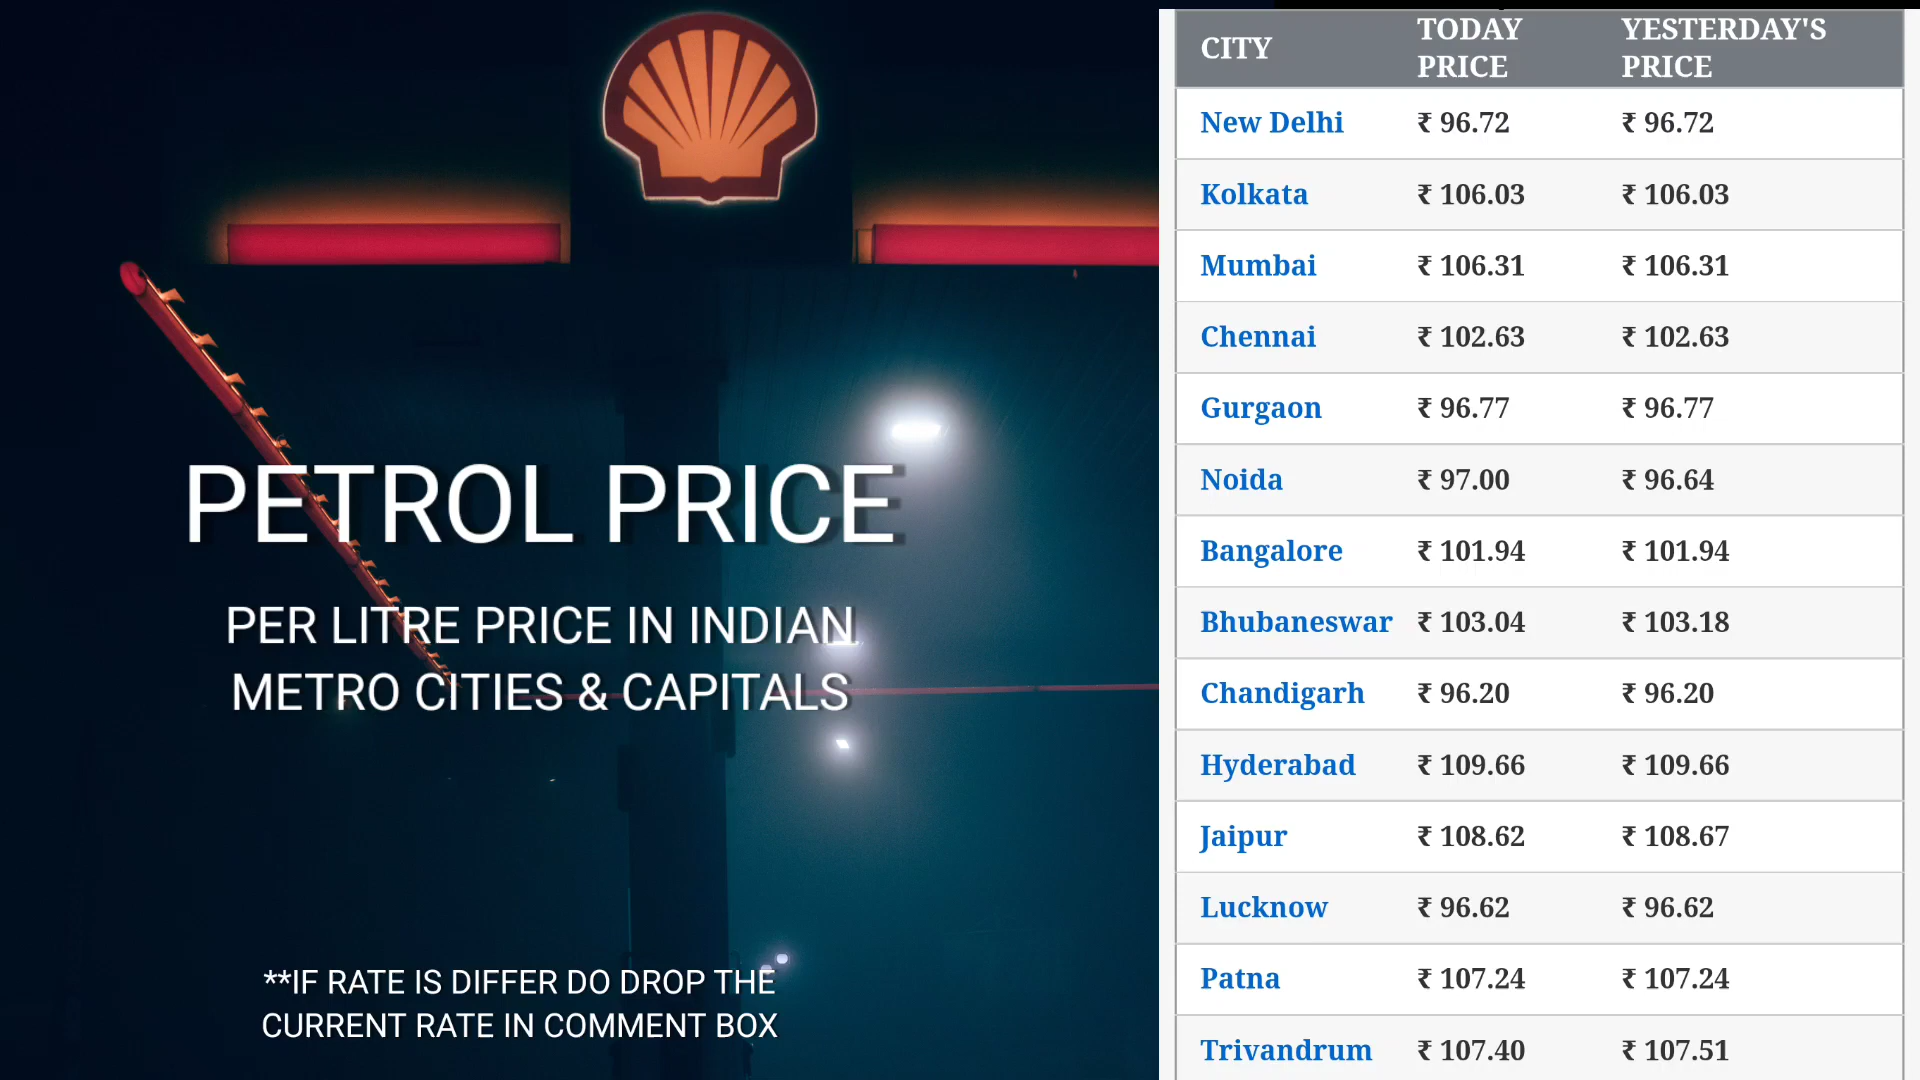 PETROL PRICE
PER LITRE PRICE IN INDIAN
METRO CITIES & CAPITALS
**IF RATE IS DIFFER DO DROP THE
CURRENT RATE IN COMMENT BOX
CITY TODAY PRICE YESTERDAY'S PRICE
New Delhi ₹ 96.72 ₹ 96.72
Kolkata ₹ 106.03 ₹ 106.03
Mumbai ₹ 106.31 ₹ 106.31
Chennai ₹ 102.63 ₹ 102.63
Gurgaon ₹ 96.77 ₹ 96.77
Noida ₹ 97.00 ₹ 96.64
Bangalore ₹ 101.94 ₹ 101.94
Bhubaneswar ₹ 103.04 ₹ 103.18
Chandigarh ₹ 96.20 ₹ 96.20
Hyderabad ₹ 109.66 ₹ 109.66
Jaipur ₹ 108.62 ₹ 108.67
Lucknow ₹ 96.62 ₹ 96.62
Patna ₹ 107.24 ₹ 107.24
Trivandrum ₹ 107.40 ₹ 107.51